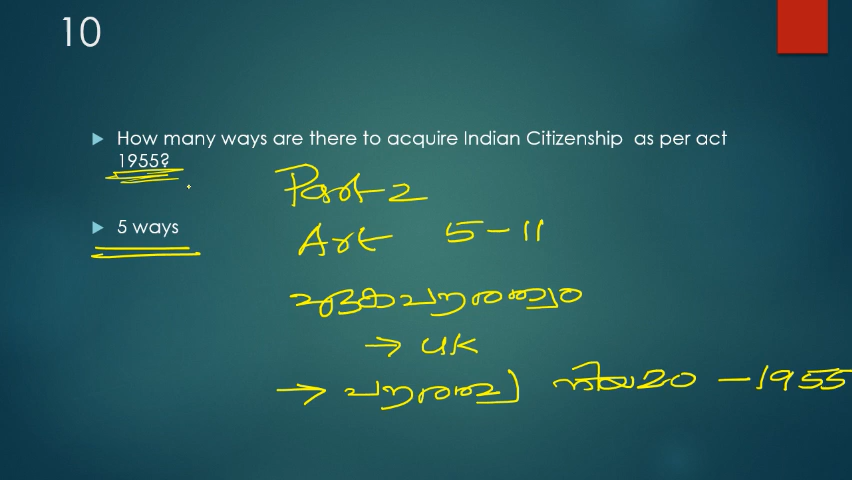 10
How many ways are there to acquire Indian Citizenship as per act
1955?
Part-2
5 ways
Art 5-11
ഏകപൗരത്വം
→ UK
→ പൗരത്വ നിയമം - 1955